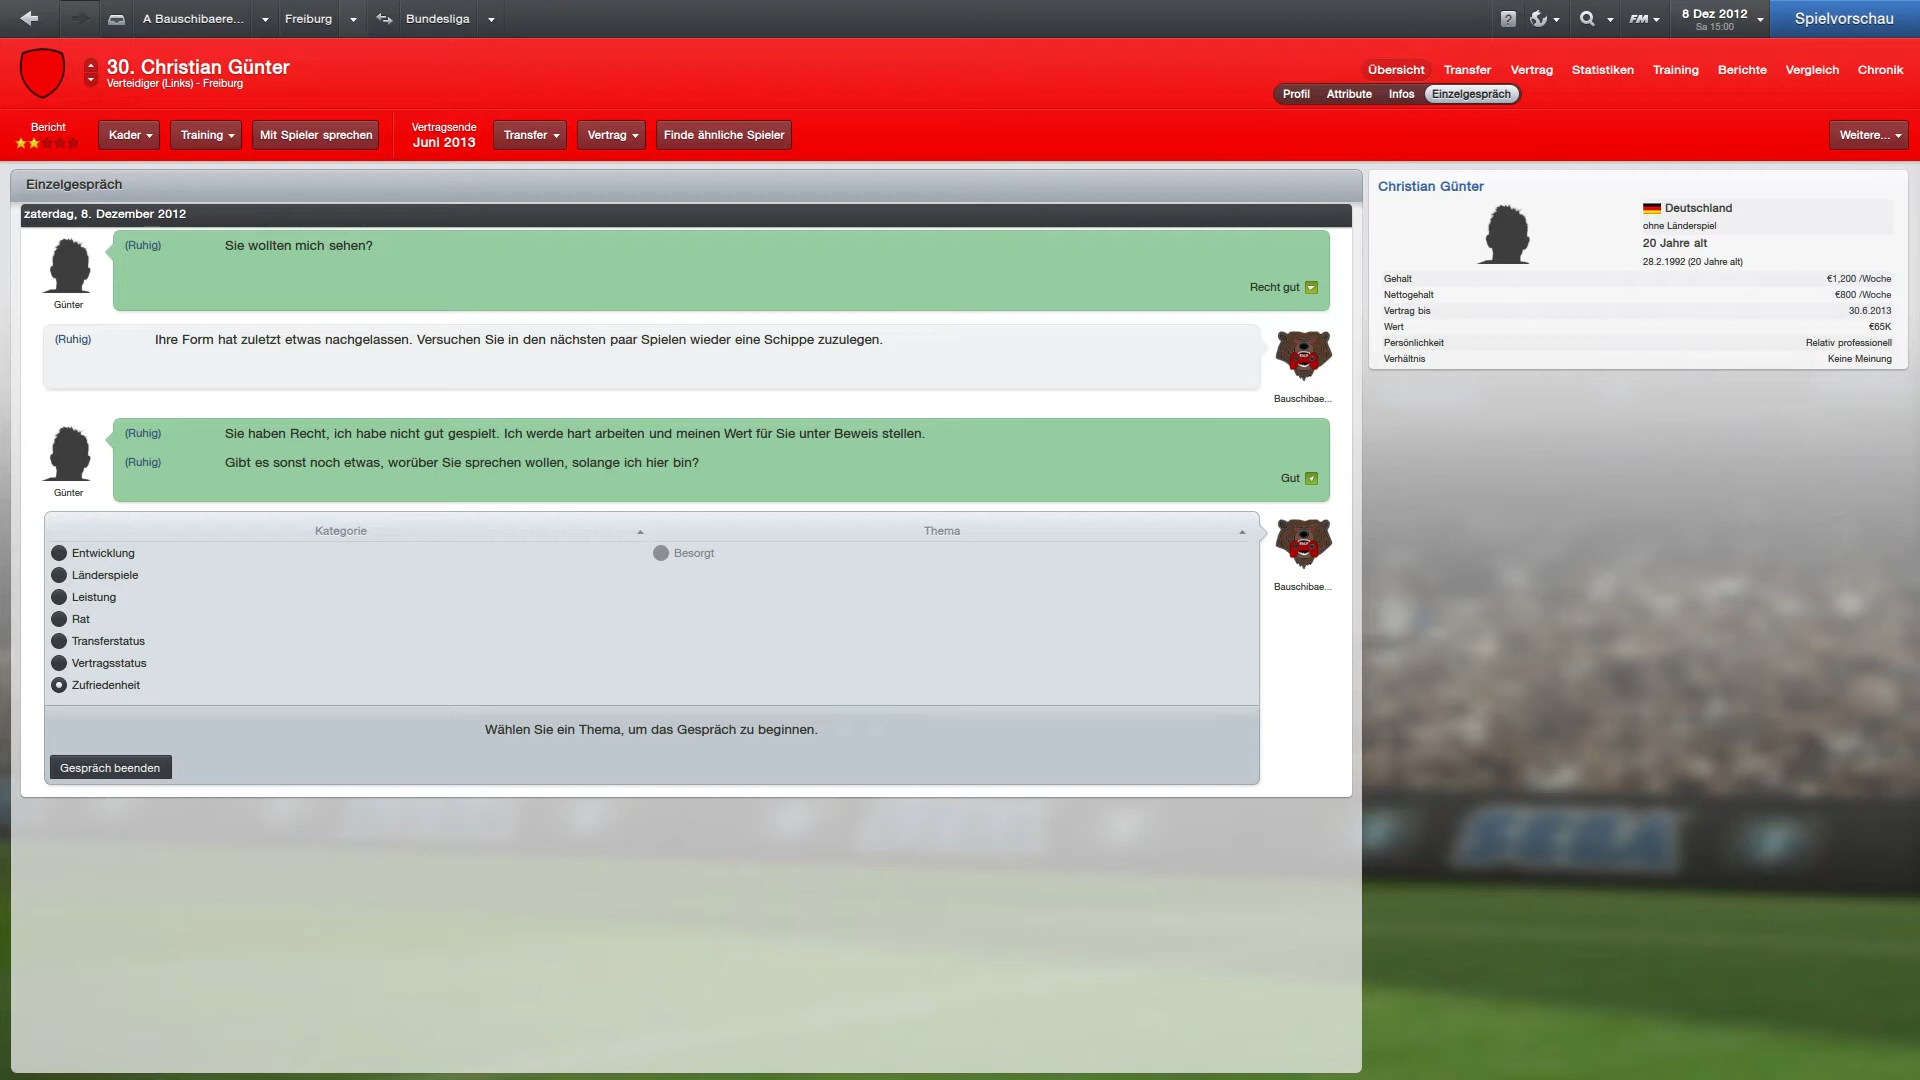 A Bauschibaere...
Freiburg
Bundesliga
?
FM
8 Dez 2012
Sa 15:00
Spielvorschau
30. Christian Günter
Verteidiger (Links) - Freiburg
Übersicht
Transfer
Vertrag
Statistiken
Training
Berichte
Vergleich
Chronik
Profil
Attribute
Infos
Einzelgespräch
Bericht
Kader
Training
Mit Spieler sprechen
Vertragsende
Juni 2013
Transfer
Vertrag
Finde ähnliche Spieler
Weitere...
Einzelgespräch
zaterdag, 8. Dezember 2012
(Ruhig) Sie wollten mich sehen?
Recht gut
Günter
(Ruhig) Ihre Form hat zuletzt etwas nachgelassen. Versuchen Sie in den nächsten paar Spielen wieder eine Schippe zuzulegen.
Bauschibae...
(Ruhig) Sie haben Recht, ich habe nicht gut gespielt. Ich werde hart arbeiten und meinen Wert für Sie unter Beweis stellen.
(Ruhig) Gibt es sonst noch etwas, worüber Sie sprechen wollen, solange ich hier bin?
Gut
Günter
Kategorie
Thema
Entwicklung
Besorgt
Länderspiele
Leistung
Rat
Transferstatus
Vertragsstatus
Zufriedenheit
Bauschibae...
Wählen Sie ein Thema, um das Gespräch zu beginnen.
Gespräch beenden
Christian Günter
Deutschland
ohne Länderspiel
20 Jahre alt
28.2.1992 (20 Jahre alt)
Gehalt €1,200 /Woche
Nettogehalt €800 /Woche
Vertrag bis 30.6.2013
Wert €65K
Persönlichkeit Relativ professionell
Verhältnis Keine Meinung
SEGA